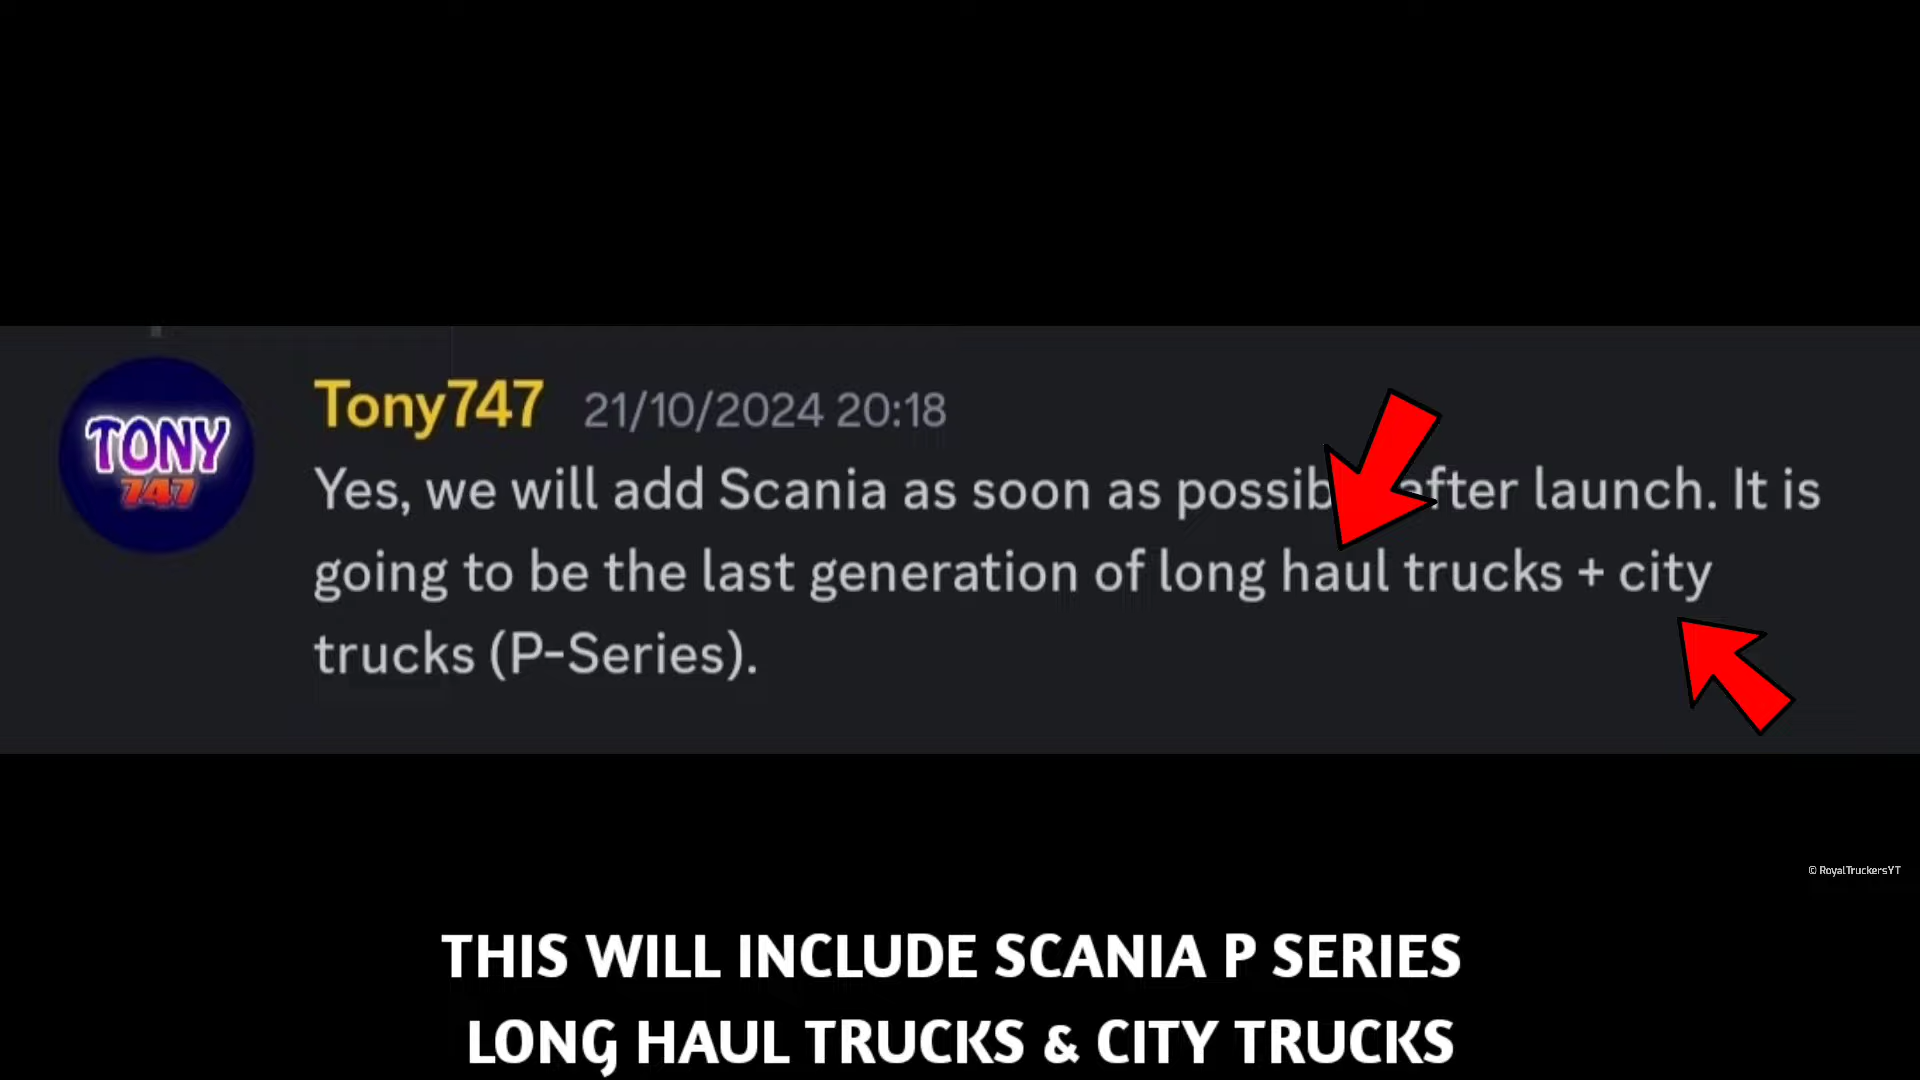 Tony747 21/10/2024 20:18
TONY
747
Yes, we will add Scania as soon as after launch. It is
going to be the last generation of long haul trucks + city
trucks (P-Series).
© RoyalTruckersYT
THIS WILL INCLUDE SCANIA P SERIES
LONG HAUL TRUCKS & CITY TRUCKS